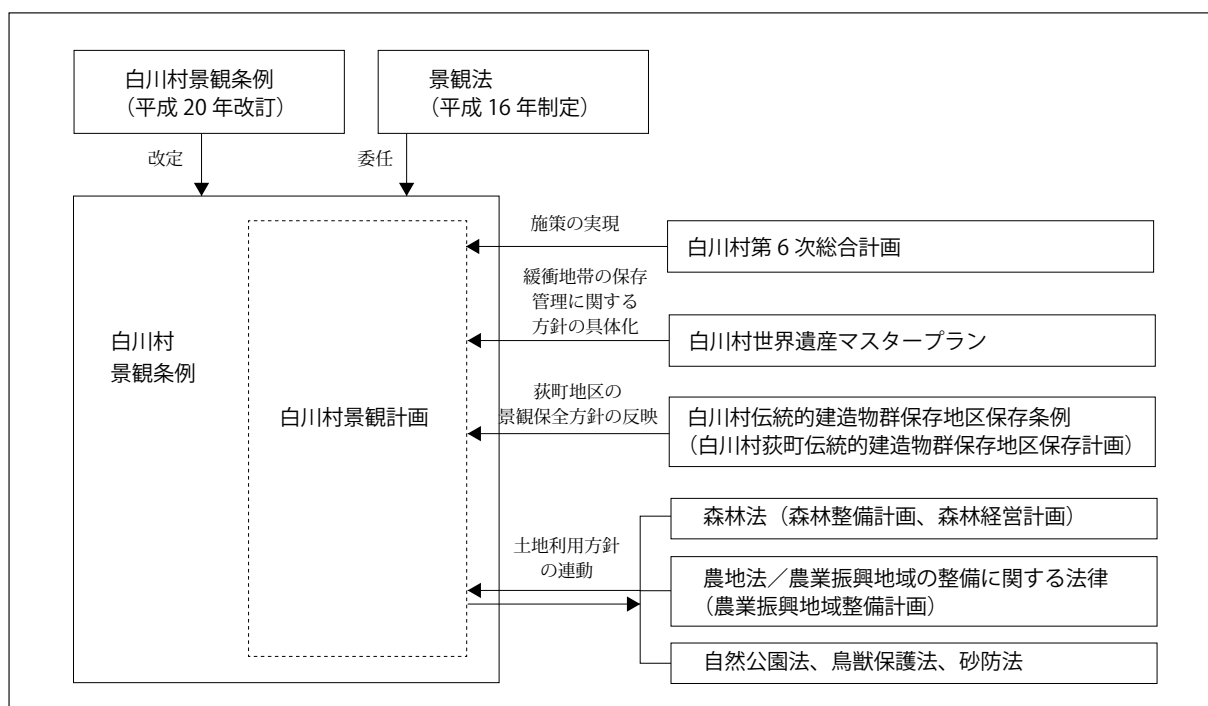 白川村景観条例
（平成 20 年改訂）
景観法
（平成 16 年制定）
改定
委任
白川村
景観条例
白川村景観計画
施策の実現
白川村第 6 次総合計画
緩衝地帯の保存
管理に関する
方針の具体化
白川村世界遺産マスタープラン
荻町地区の
景観保全方針の反映
白川村伝統的建造物群保存地区保存条例
（白川村荻町伝統的建造物群保存地区保存計画）
土地利用方針
の連動
森林法（森林整備計画、森林経営計画）
農地法／農業振興地域の整備に関する法律
（農業振興地域整備計画）
自然公園法、鳥獣保護法、砂防法